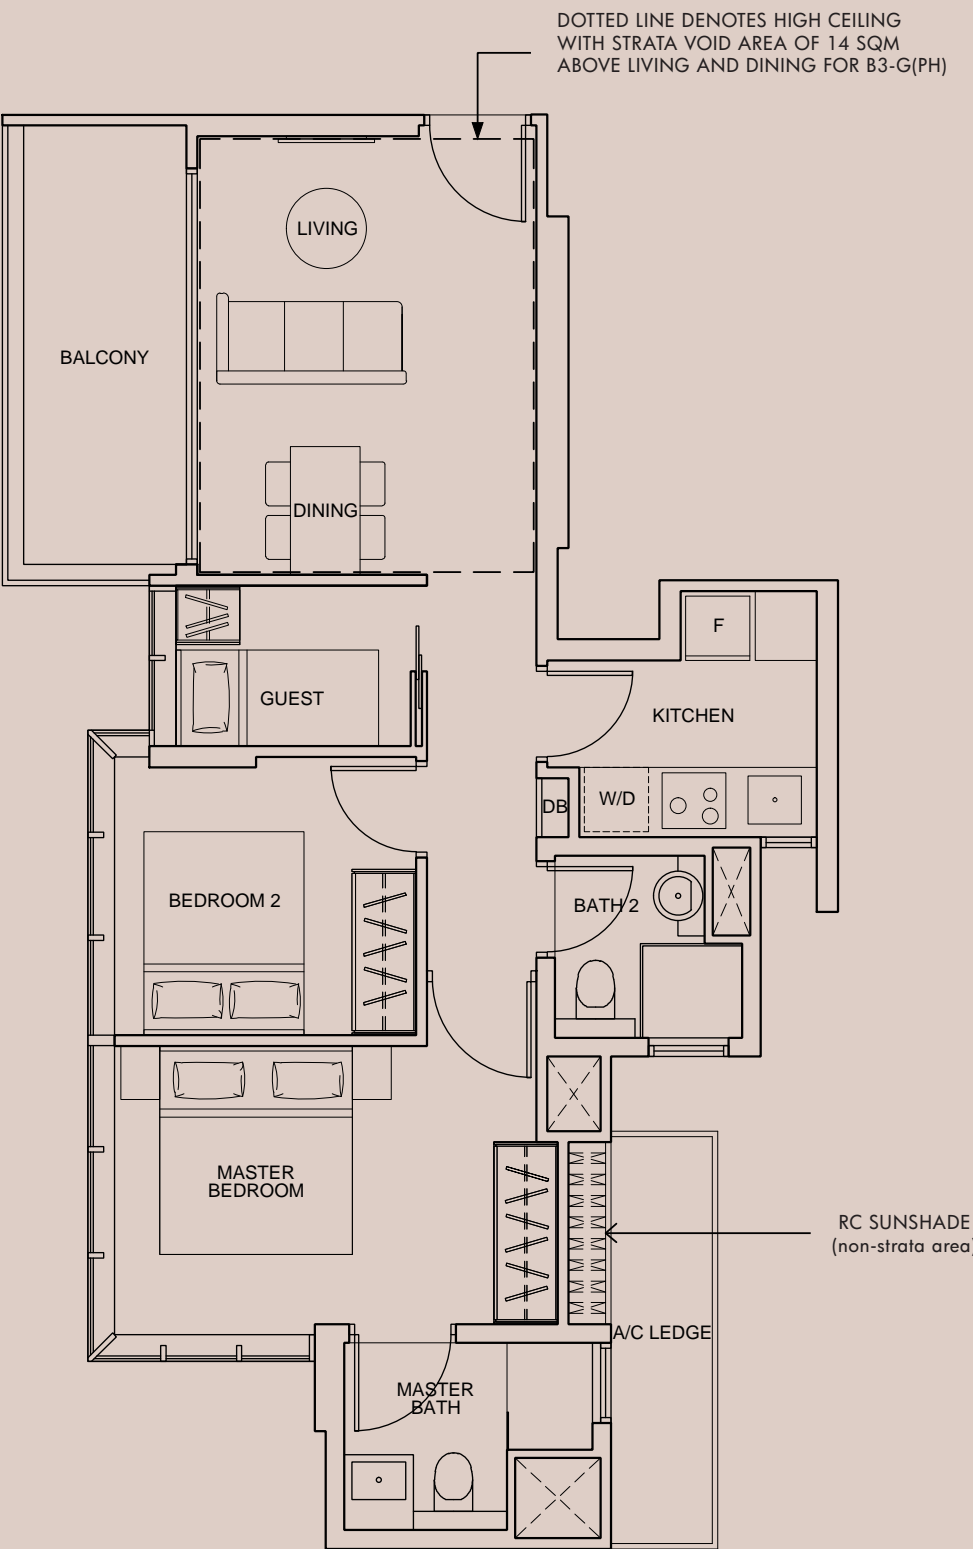 DOTTED LINE DENOTES HIGH CEILING
WITH STRATA VOID AREA OF 14 SQM
ABOVE LIVING AND DINING FOR B3-G(PH)
LIVING
BALCONY
DINING
F
GUEST
KITCHEN
DB
W/D
BEDROOM 2
BATH 2
MASTER
BEDROOM
RC SUNSHADE
(non-strata area)
A/C LEDGE
MASTER
BATH